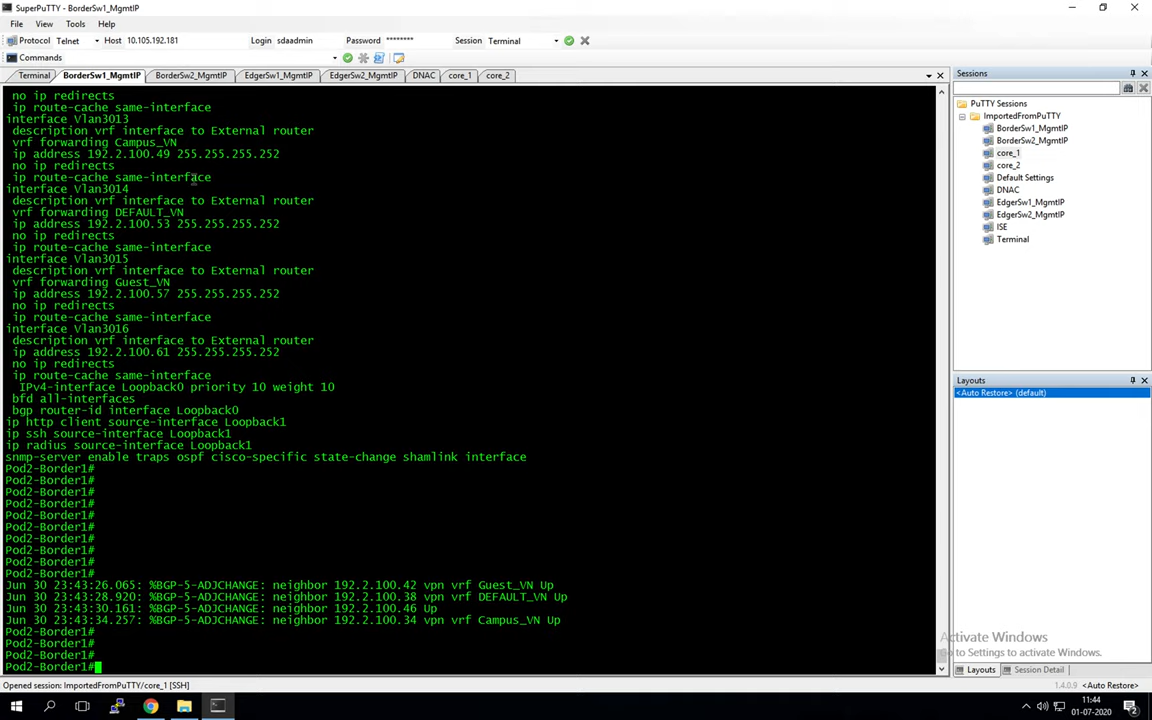 SuperPuTTY - BorderSw1_MgmtIP
File View Tools Help
Protocol Telnet Host 10.105.192.181 Login sdaadmin Password ******** Session Terminal
Commands
Terminal BorderSw1_MgmtIP BorderSw2_MgmtIP EdgerSw1_MgmtIP EdgerSw2_MgmtIP DNAC core_1 core_2
no ip redirects
ip route-cache same-interface
interface Vlan3013
description vrf interface to External router
vrf forwarding Campus_VN
ip address 192.2.100.49 255.255.255.252
no ip redirects
ip route-cache same-interface
interface Vlan3014
description vrf interface to External router
vrf forwarding DEFAULT_VN
ip address 192.2.100.53 255.255.255.252
no ip redirects
ip route-cache same-interface
interface Vlan3015
description vrf interface to External router
vrf forwarding Guest_VN
ip address 192.2.100.57 255.255.255.252
no ip redirects
ip route-cache same-interface
interface Vlan3016
description vrf interface to External router
ip address 192.2.100.61 255.255.255.252
no ip redirects
ip route-cache same-interface
IPv4-interface Loopback0 priority 10 weight 10
bfd all-interfaces
bgp router-id interface Loopback0
ip http client source-interface Loopback1
ip ssh source-interface Loopback1
ip radius source-interface Loopback1
snmp-server enable traps ospf cisco-specific state-change shamlink interface
Pod2-Border1#
Pod2-Border1#
Pod2-Border1#
Pod2-Border1#
Pod2-Border1#
Pod2-Border1#
Pod2-Border1#
Pod2-Border1#
Pod2-Border1#
Pod2-Border1#
Jun 30 23:43:26.065: %BGP-5-ADJCHANGE: neighbor 192.2.100.42 vpn vrf Guest_VN Up
Jun 30 23:43:28.920: %BGP-5-ADJCHANGE: neighbor 192.2.100.38 vpn vrf DEFAULT_VN Up
Jun 30 23:43:30.161: %BGP-5-ADJCHANGE: neighbor 192.2.100.46 Up
Jun 30 23:43:34.257: %BGP-5-ADJCHANGE: neighbor 192.2.100.34 vpn vrf Campus_VN Up
Pod2-Border1#
Pod2-Border1#
Pod2-Border1#
Pod2-Border1#
Sessions
PuTTY Sessions
ImportedFromPuTTY
BorderSw1_MgmtIP
BorderSw2_MgmtIP
core_1
core_2
Default Settings
DNAC
EdgerSw1_MgmtIP
EdgerSw2_MgmtIP
ISE
Terminal
Layouts
<Auto Restore> (default)
Activate Windows
Go to Settings to activate Windows.
Layouts Session Detail
Opened session: ImportedFromPuTTY/core_1 [SSH] 1.4.0.9 <Auto Restore>
11:44
01-07-2020
2